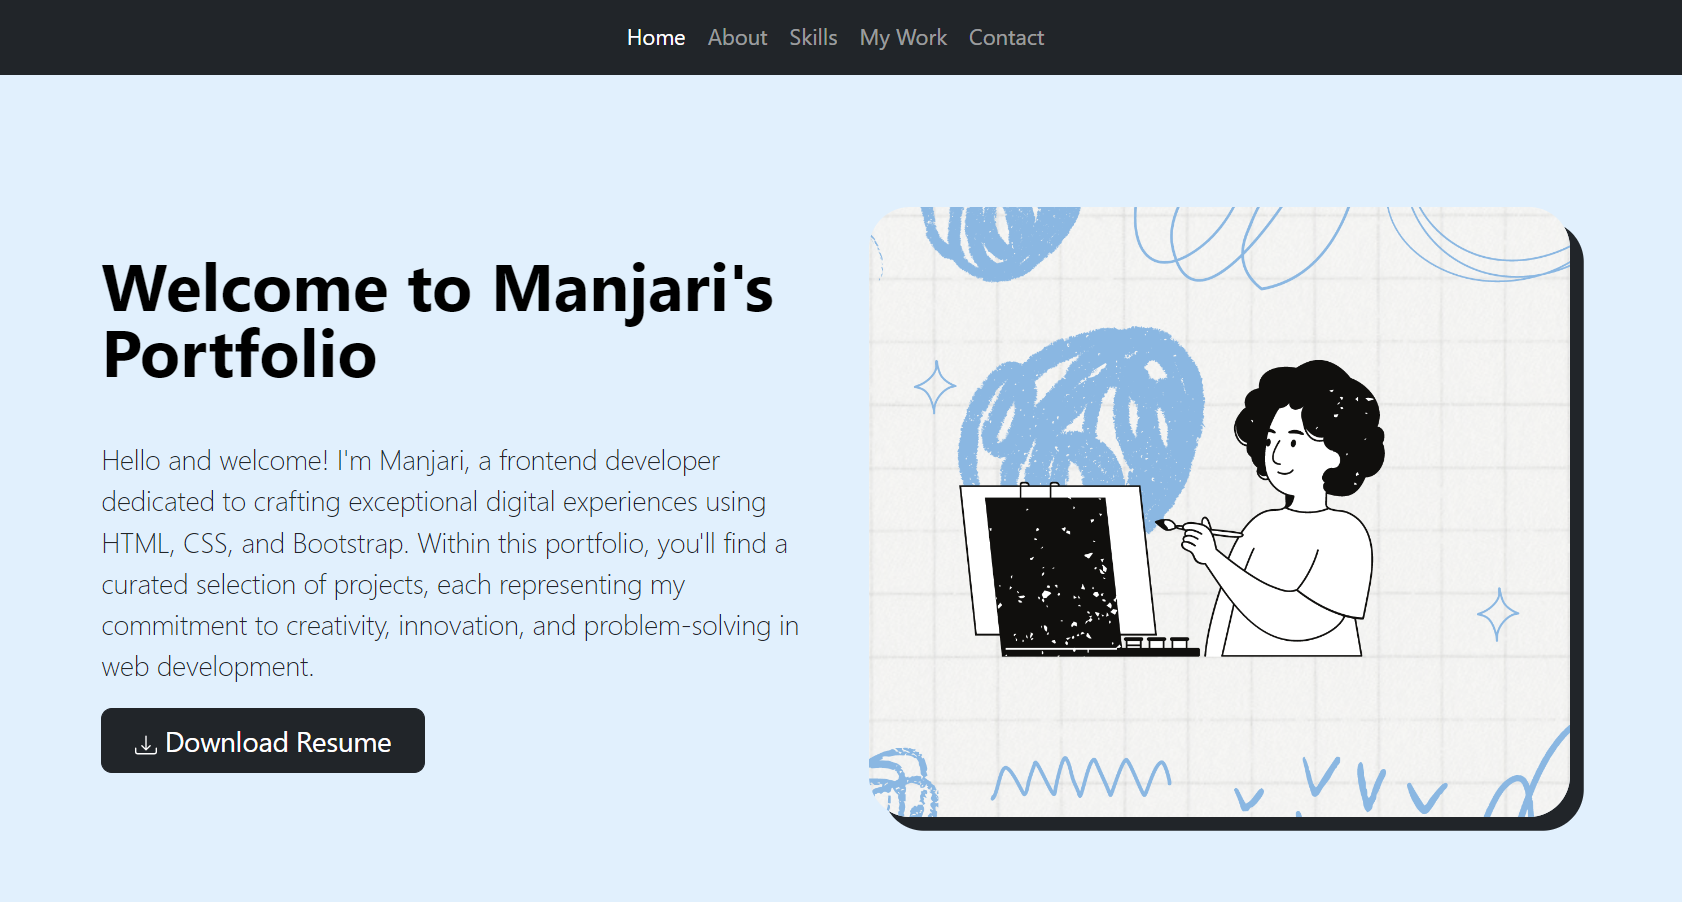 Home About Skills My Work Contact
Welcome to Manjari's
Portfolio
Hello and welcome! I'm Manjari, a frontend developer
dedicated to crafting exceptional digital experiences using
HTML, CSS, and Bootstrap. Within this portfolio, you'll find a
curated selection of projects, each representing my
commitment to creativity, innovation, and problem-solving in
web development.
Download Resume